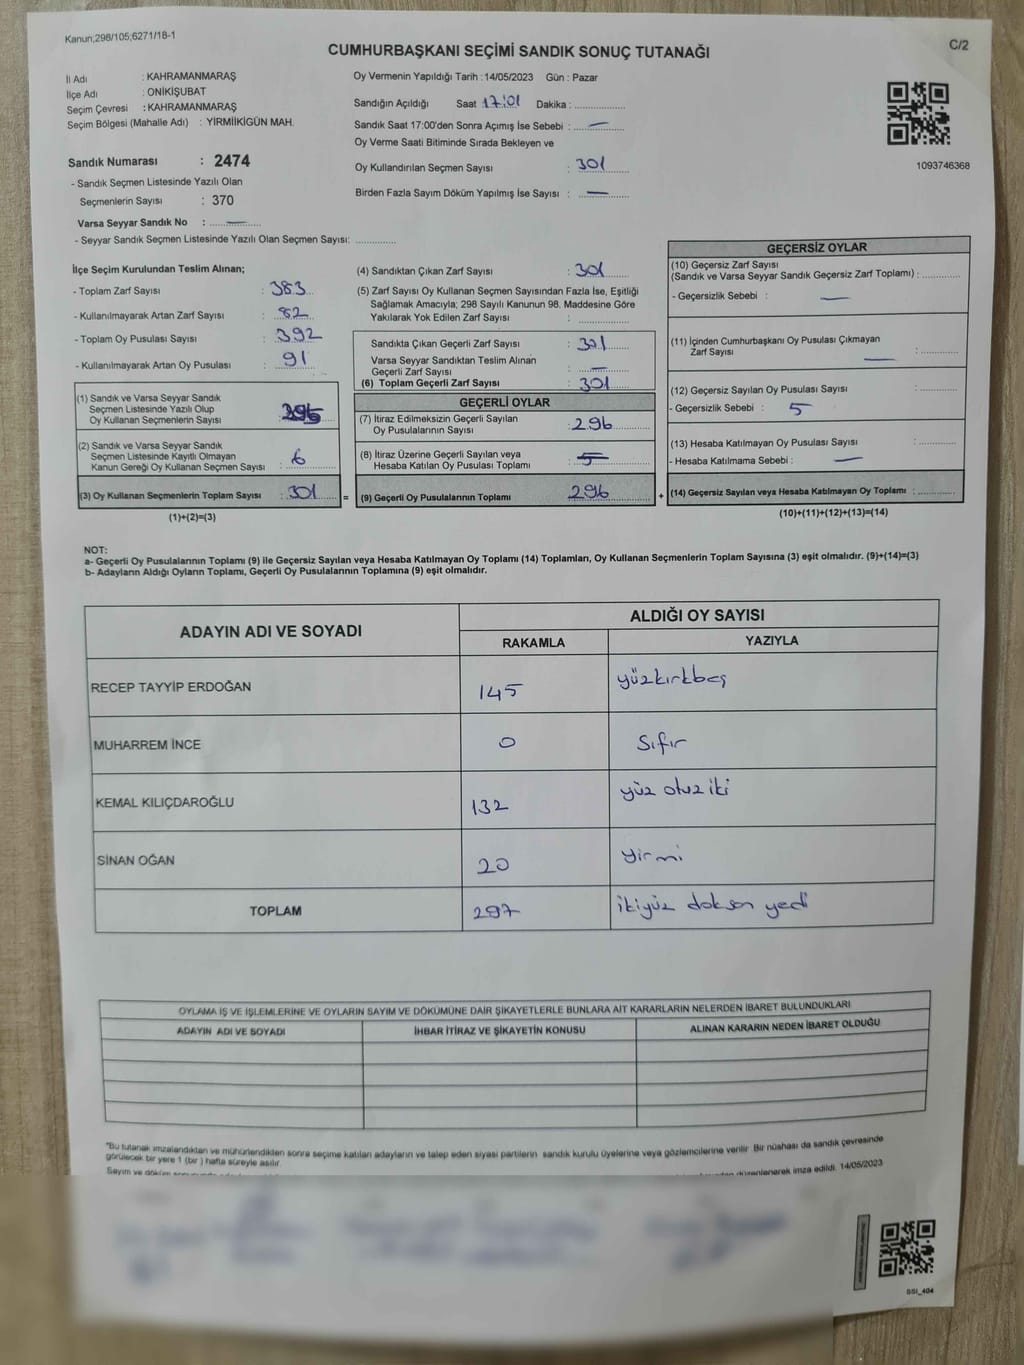 Kanun;298/105;6271/18-1
C/2
CUMHURBAŞKANI SEÇİMİ SANDIK SONUÇ TUTANAĞI
İl Adı : KAHRAMANMARAŞ
İlçe Adı : ONİKİŞUBAT
Seçim Çevresi : KAHRAMANMARAŞ
Seçim Bölgesi (Mahalle Adı) : YİRMİİKİGÜN MAH.
Sandık Numarası : 2474
- Sandık Seçmen Listesinde Yazılı Olan
Seçmenlerin Sayısı : 370
Varsa Seyyar Sandık No : —
- Seyyar Sandık Seçmen Listesinde Yazılı Olan Seçmen Sayısı: ..............
Oy Vermenin Yapıldığı Tarih : 14/05/2023 Gün : Pazar
Sandığın Açıldığı Saat 17:01 Dakika : ..................
Sandık Saat 17:00'den Sonra Açımış İse Sebebi : —
Oy Verme Saati Bitiminde Sırada Bekleyen ve
Oy Kullandırılan Seçmen Sayısı : 301
Birden Fazla Sayım Döküm Yapılmış İse Sayısı : —
1093746368
İlçe Seçim Kurulundan Teslim Alınan;
- Toplam Zarf Sayısı : 383
- Kullanılmayarak Artan Zarf Sayısı : 82
- Toplam Oy Pusulası Sayısı : 392
- Kullanılmayarak Artan Oy Pusulası : 91
(1) Sandık ve Varsa Seyyar Sandık
Seçmen Listesinde Yazılı Olup
Oy Kullanan Seçmenlerin Sayısı :
(2) Sandık ve Varsa Seyyar Sandık
Seçmen Listesinde Kayıtlı Olmayan
Kanun Gereği Oy Kullanan Seçmen Sayısı : 6
(3) Oy Kullanan Seçmenlerin Toplam Sayısı : 301 =
(1)+(2)=(3)
(4) Sandıktan Çıkan Zarf Sayısı : 301
(5) Zarf Sayısı Oy Kullanan Seçmen Sayısından Fazla İse, Eşitliği
Sağlamak Amacıyla; 298 Sayılı Kanunun 98. Maddesine Göre
Yakılarak Yok Edilen Zarf Sayısı : ..................
Sandıkta Çıkan Geçerli Zarf Sayısı : 301
Varsa Seyyar Sandıktan Teslim Alınan
Geçerli Zarf Sayısı : —
(6) Toplam Geçerli Zarf Sayısı : 301
GEÇERLİ OYLAR
(7) İtiraz Edilmeksizin Geçerli Sayılan
Oy Pusulalarının Sayısı : 296
(8) İtiraz Üzerine Geçerli Sayılan veya
Hesaba Katılan Oy Pusulası Toplamı : 5
(9) Geçerli Oy Pusulalarının Toplamı 296 +
GEÇERSİZ OYLAR
(10) Geçersiz Zarf Sayısı
(Sandık ve Varsa Seyyar Sandık Geçersiz Zarf Toplamı) : ............
- Geçersizlik Sebebi : —
(11) İçinden Cumhurbaşkanı Oy Pusulası Çıkmayan
Zarf Sayısı — : ............
(12) Geçersiz Sayılan Oy Pusulası Sayısı : ............
- Geçersizlik Sebebi : 5
(13) Hesaba Katılmayan Oy Pusulası Sayısı : ............
- Hesaba Katılmama Sebebi : —
(14) Geçersiz Sayılan veya Hesaba Katılmayan Oy Toplamı : ............
(10)+(11)+(12)+(13)=(14)
NOT:
a- Geçerli Oy Pusulalarının Toplamı (9) ile Geçersiz Sayılan veya Hesaba Katılmayan Oy Toplamı (14) Toplamları, Oy Kullanan Seçmenlerin Toplam Sayısına (3) eşit olmalıdır. (9)+(14)=(3)
b- Adayların Aldığı Oyların Toplamı, Geçerli Oy Pusulalarının Toplamına (9) eşit olmalıdır.
ADAYIN ADI VE SOYADI ALDIĞI OY SAYISI
RAKAMLA YAZIYLA
RECEP TAYYİP ERDOĞAN 145 yüzkırkbeş
MUHARREM İNCE 0 Sıfır
KEMAL KILIÇDAROĞLU 132 yüz otuz iki
SİNAN OĞAN 20 yirmi
TOPLAM 297 ikiyüz doksan yedi
OYLAMA İŞ VE İŞLEMLERİNE VE OYLARIN SAYIM VE DÖKÜMÜNE DAİR ŞİKAYETLERLE BUNLARA AİT KARARLARIN NELERDEN İBARET BULUNDUKLARI
ADAYIN ADI VE SOYADI İHBAR İTİRAZ VE ŞİKAYETİN KONUSU ALINAN KARARIN NEDEN İBARET OLDUĞU
*Bu tutanak imzalandıktan ve mühürlendikten sonra seçime katılan adayların ve talep eden siyasi partilerin sandık kurulu üyelerine veya gözlemcilerine verilir. Bir nüshası da sandık çevresinde
görülecek bir yere 1 (bir ) hafta süreyle asılır.
Sayım ve döküm düzenlenerek imza edildi. 14/05/2023
SSI_404